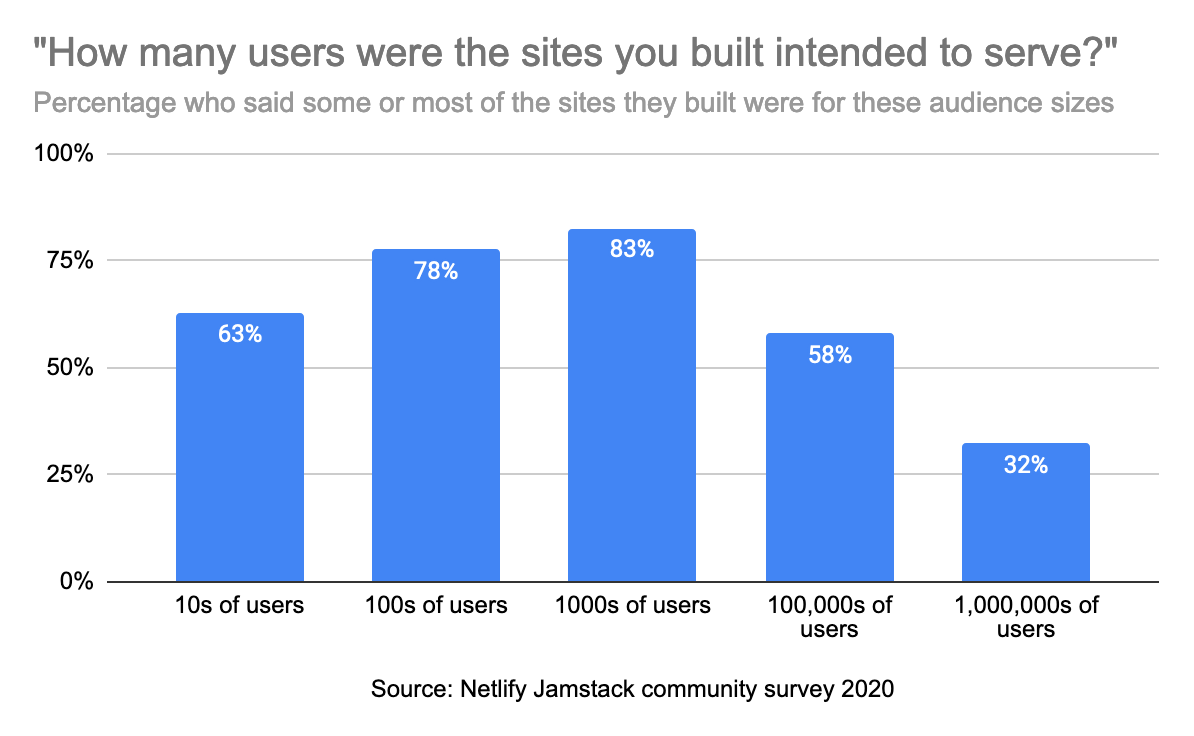 "How many users were the sites you built intended to serve?"
Percentage who said some or most of the sites they built were for these audience sizes
100%
75%
50%
25%
0%
63%
78%
83%
58%
32%
10s of users
100s of users
1000s of users
100,000s of
users
1,000,000s of
users
Source: Netlify Jamstack community survey 2020